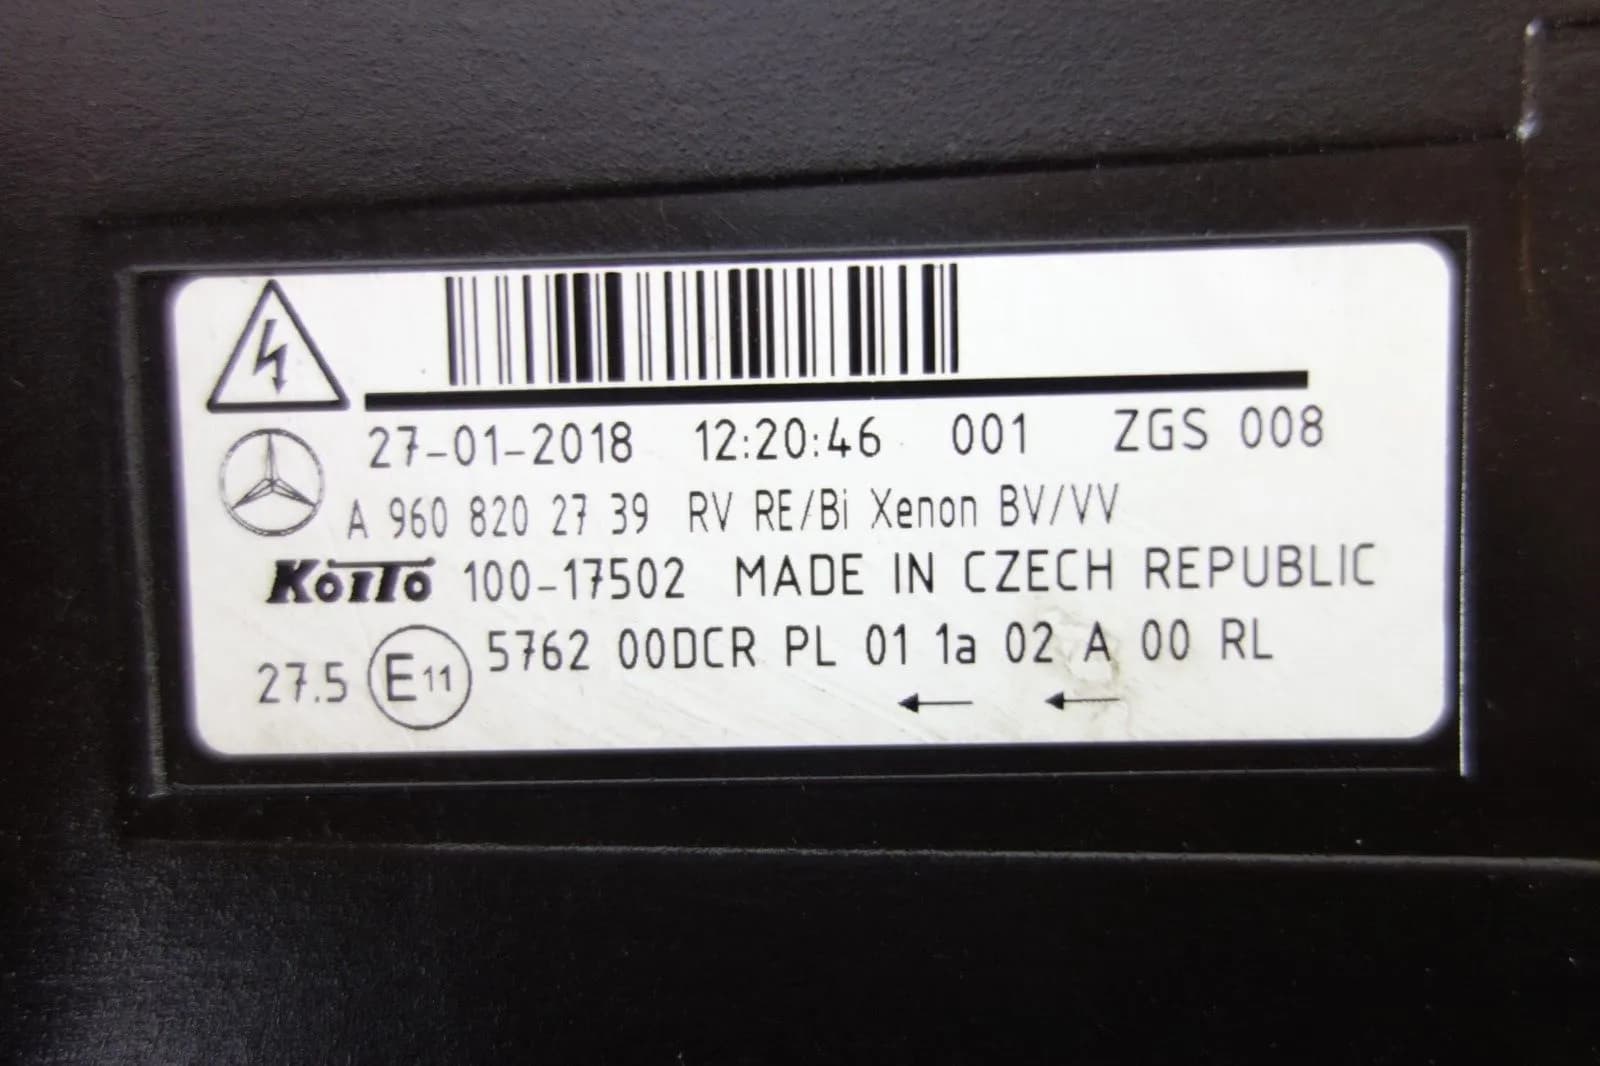 27-01-2018 12:20:46 001 ZGS 008
A 960 820 27 39 RV RE/Bi Xenon BV/VV
KOITO 100-17502 MADE IN CZECH REPUBLIC
27.5 E11 5762 00DCR PL 01 1a 02 A 00 RL